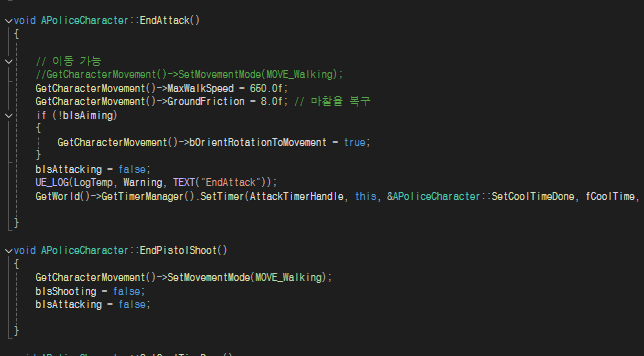 void APoliceCharacter::EndAttack()
{
// 이동 가능
//GetCharacterMovement()->SetMovementMode(MOVE_Walking);
GetCharacterMovement()->MaxWalkSpeed = 660.0f;
GetCharacterMovement()->GroundFriction = 8.0f; // 마찰율 복구
if (!bIsAiming)
{
GetCharacterMovement()->bOrientRotationToMovement = true;
}
bIsAttacking = false;
UE_LOG(LogTemp, Warning, TEXT("EndAttack"));
GetWorld()->GetTimerManager().SetTimer(AttackTimerHandle, this, &APoliceCharacter::SetCoolTimeDone, fCoolTime,
}
void APoliceCharacter::EndPistolShoot()
{
GetCharacterMovement()->SetMovementMode(MOVE_Walking);
bIsShooting = false;
bIsAttacking = false;
}